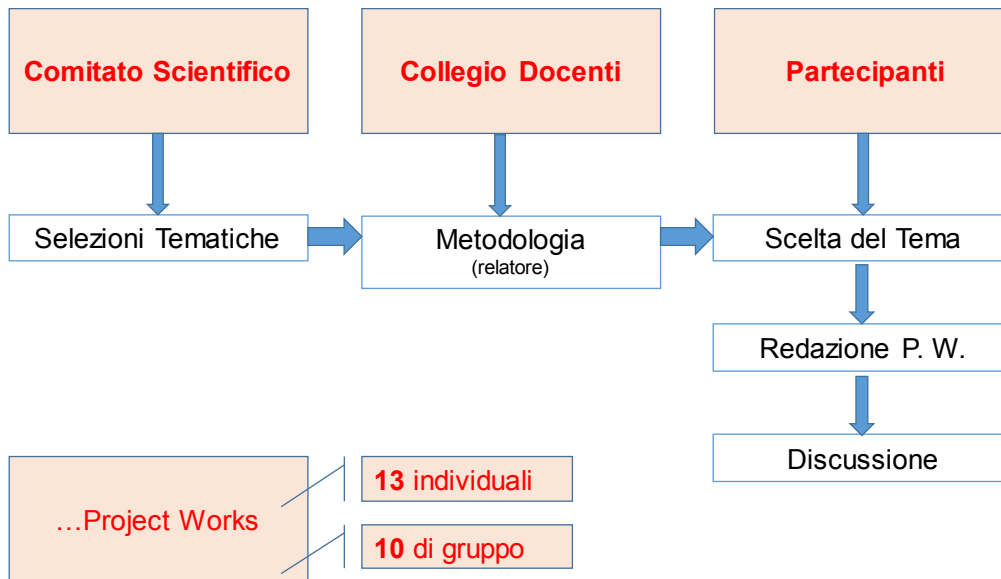 Comitato Scientifico
Collegio Docenti
Partecipanti
Selezioni Tematiche
Metodologia
(relatore)
Scelta del Tema
Redazione P. W.
Discussione
…Project Works
13 individuali
10 di gruppo